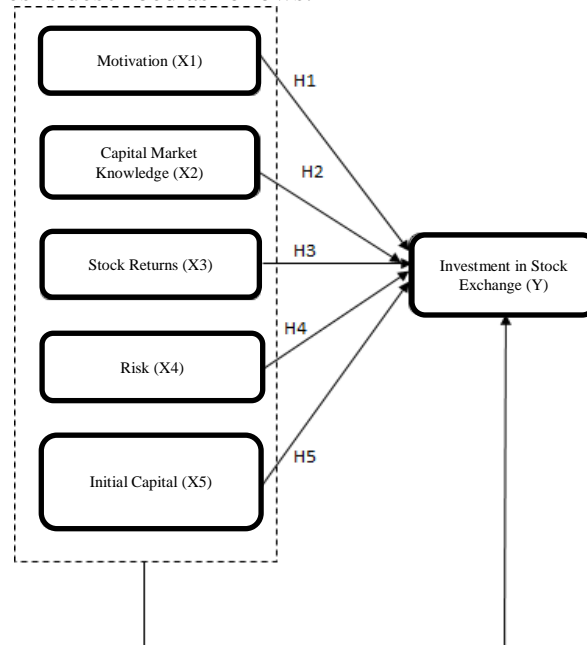 Motivation (X1)
H1
Capital Market
Knowledge (X2)
H2
Stock Returns (X3)
H3
Investment in Stock
Exchange (Y)
H4
Risk (X4)
H5
Initial Capital (X5)